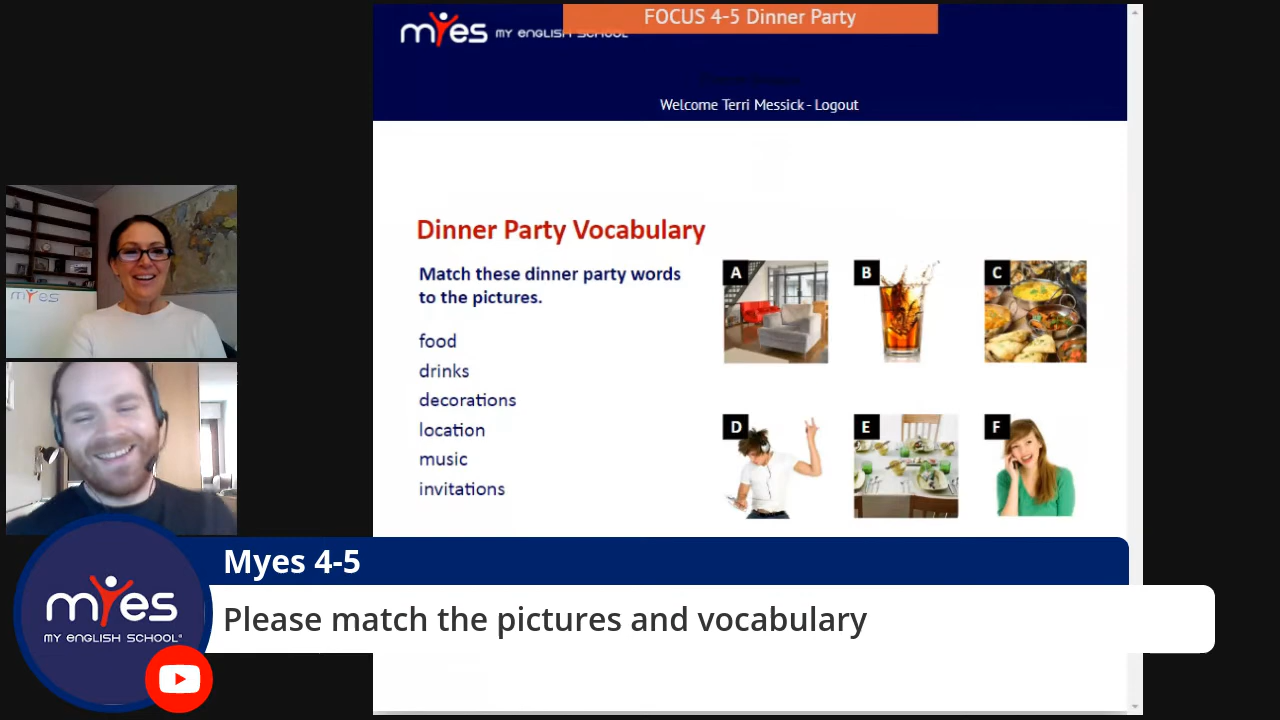 FOCUS 4-5 Dinner Party
myes MY ENGLISH SCHOOL
Welcome Terri Messick - Logout
myes
Dinner Party Vocabulary
Match these dinner party words
to the pictures.
food
drinks
decorations
location
music
invitations
A
B
C
D
E
F
Myes 4-5
Please match the pictures and vocabulary
myes
MY ENGLISH SCHOOL®